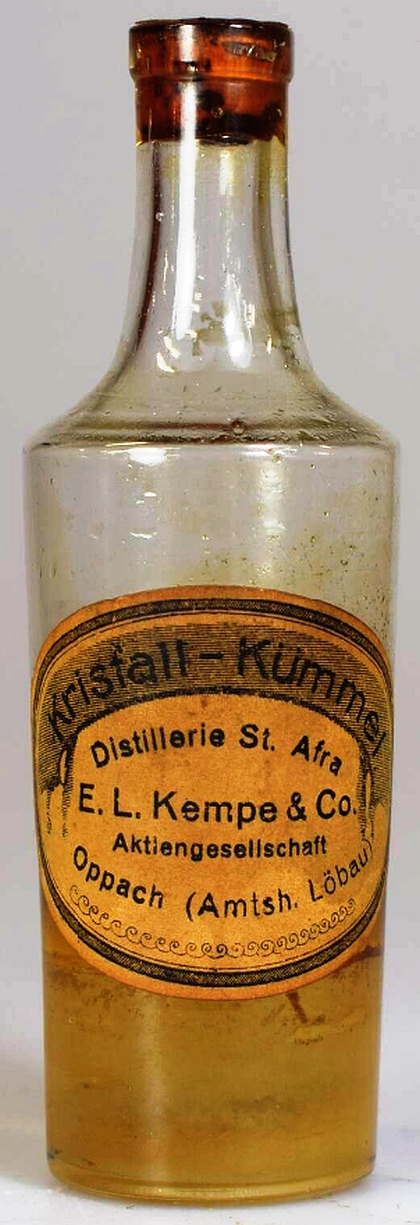 Kristall-Kümmel
Distillerie St. Afra
E. L. Kempe & Co.
Aktiengesellschaft
Oppach (Amtsh. Löbau)